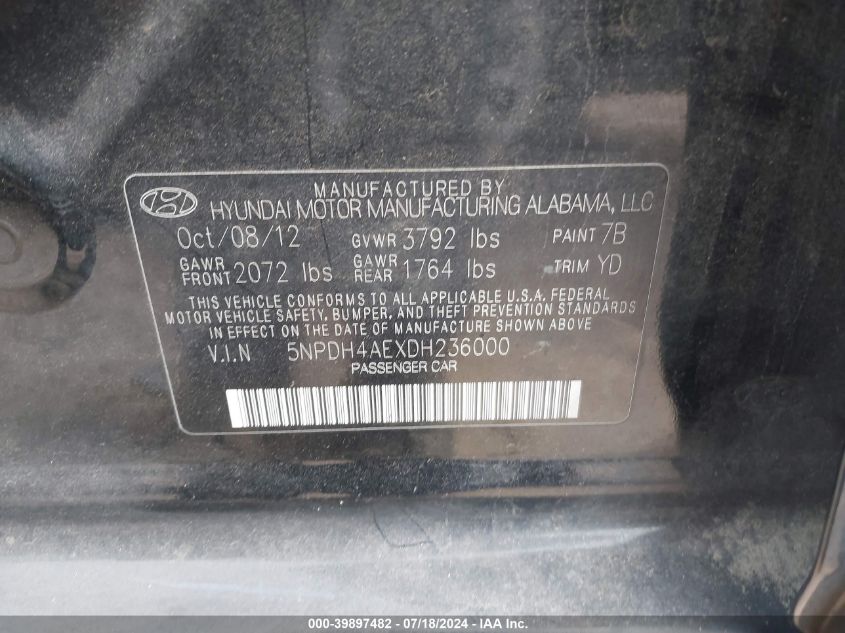 MANUFACTURED BY
HYUNDAI MOTOR MANUFACTURING ALABAMA, LLC
Oct/08/12 GVWR 3792 lbs PAINT 7B
GAWR FRONT 2072 lbs GAWR REAR 1764 lbs TRIM YD
THIS VEHICLE CONFORMS TO ALL APPLICABLE U.S.A. FEDERAL
MOTOR VEHICLE SAFETY, BUMPER, AND THEFT PREVENTION STANDARDS
IN EFFECT ON THE DATE OF MANUFACTURE SHOWN ABOVE
V.I.N 5NPDH4AEXDH236000
PASSENGER CAR
000-39897482 - 07/18/2024 - IAA Inc.